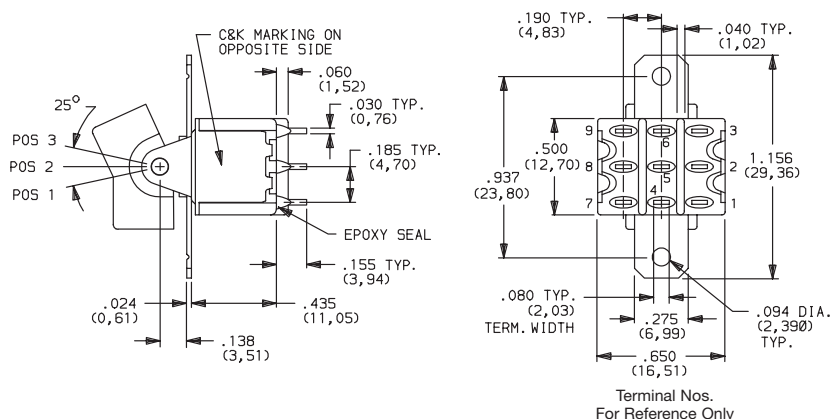 C&K MARKING ON
OPPOSITE SIDE
.060
(1,52)
.030 TYP.
(0,76)
25°
POS 3
POS 2
POS 1
.185 TYP.
(4,70)
EPOXY SEAL
.155 TYP.
(3,94)
.024
(0,61)
.435
(11,05)
.138
(3,51)
.190 TYP.
(4,83)
.040 TYP.
(1,02)
9
6
3
.500
(12,70)
8
5
2
1.156
(29,36)
.937
(23,80)
7
4
1
.080 TYP.
(2,03)
TERM. WIDTH
.275
(6,99)
.094 DIA.
(2,390)
TYP.
.650
(16,51)
Terminal Nos.
For Reference Only